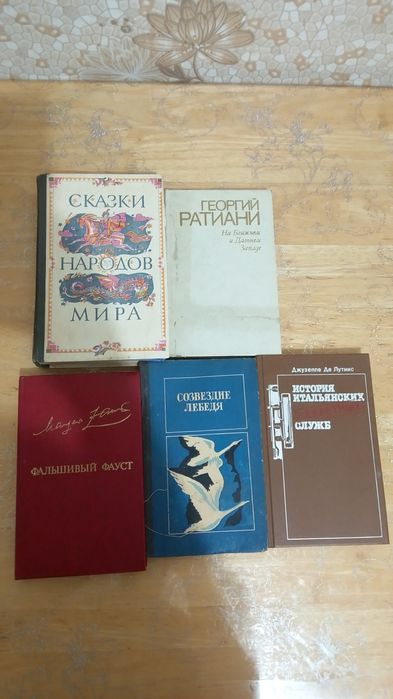 СКАЗКИ
НАРОДОВ
МИРА
ГЕОРГИЙ
РАТИАНИ
На Ближнем
и Дальнем
Западе
ФАЛЬШИВЫЙ ФАУСТ
СОЗВЕЗДИЕ
ЛЕБЕДЯ
Джузеппе Де Лутиис
ИСТОРИЯ
ИТАЛЬЯНСКИХ
СЛУЖБ